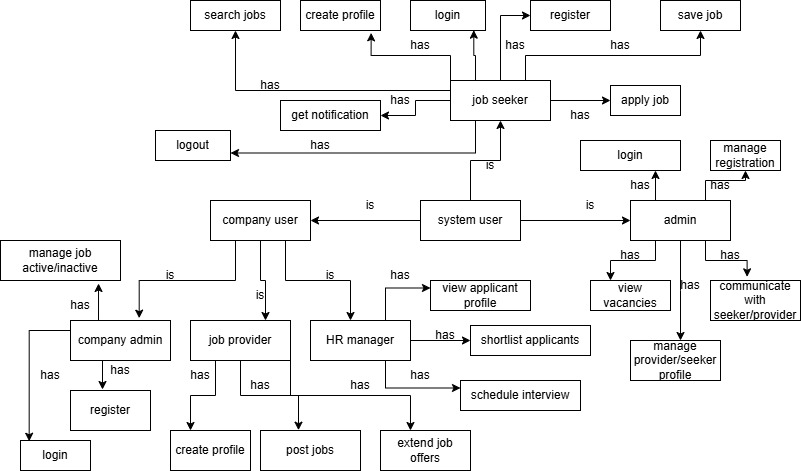 search jobs
create profile
login
register
save job
has
has
has
has
job seeker
apply job
get notification
has
has
logout
has
is
login
manage
registration
has
has
company user
is
system user
is
admin
manage job
active/inactive
is
is
is
has
view applicant
profile
has
view
vacancies
has
has
communicate
with
seeker/provider
has
company admin
job provider
HR manager
has
shortlist applicants
manage
provider/seeker
profile
has
has
has
has
has
has
schedule interview
register
login
create profile
post jobs
extend job
offers